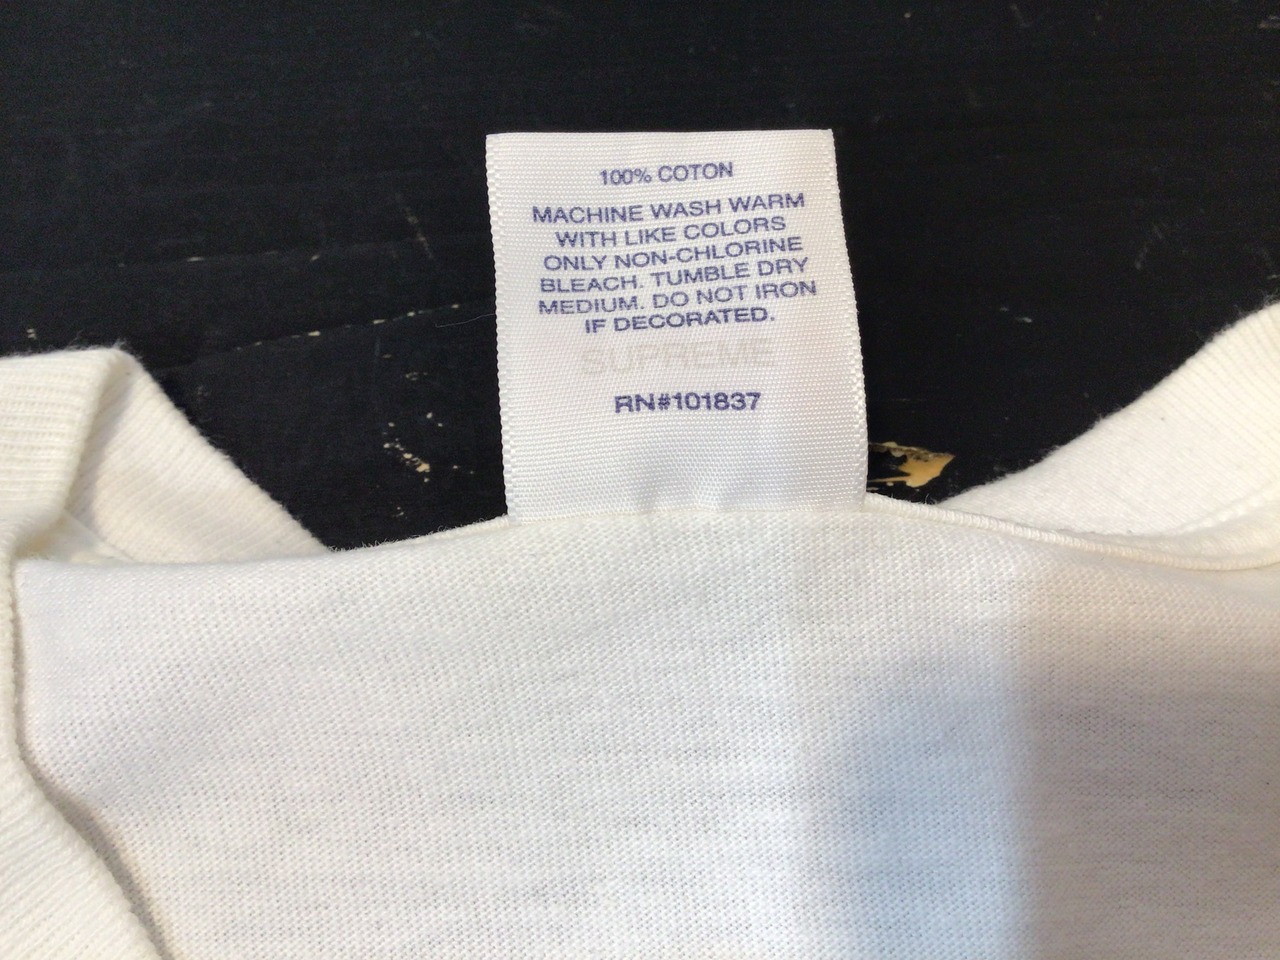 100% COTON
MACHINE WASH WARM
WITH LIKE COLORS
ONLY NON-CHLORINE
BLEACH. TUMBLE DRY
MEDIUM. DO NOT IRON
IF DECORATED.
SUPREME
RN#101837